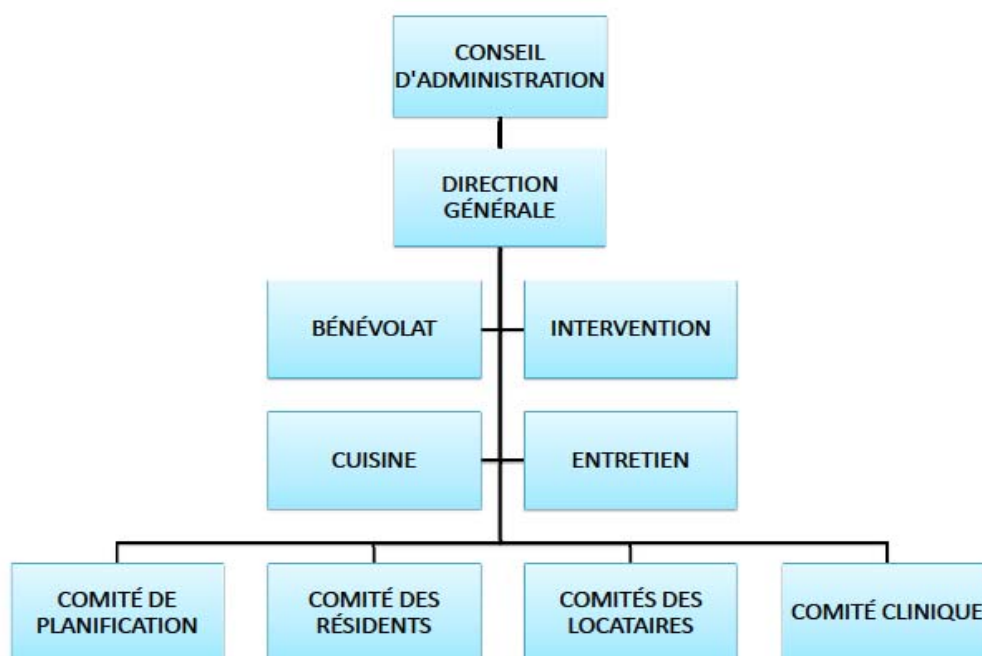 CONSEIL
D'ADMINISTRATION
DIRECTION
GÉNÉRALE
BÉNÉVOLAT
INTERVENTION
CUISINE
ENTRETIEN
COMITÉ DE
PLANIFICATION
COMITÉ DES
RÉSIDENTS
COMITÉS DES
LOCATAIRES
COMITÉ CLINIQUE